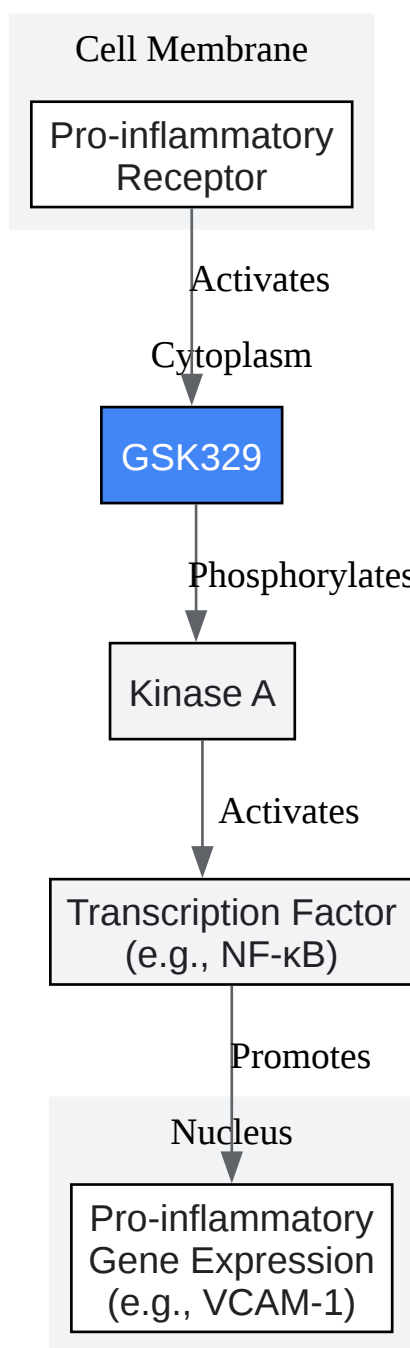 Cell Membrane
Pro-inflammatory
Receptor
Activates
Cytoplasm
GSK329
Phosphorylates
Kinase A
Activates
Transcription Factor
(e.g., NF-κB)
Promotes
Nucleus
Pro-inflammatory
Gene Expression
(e.g., VCAM-1)